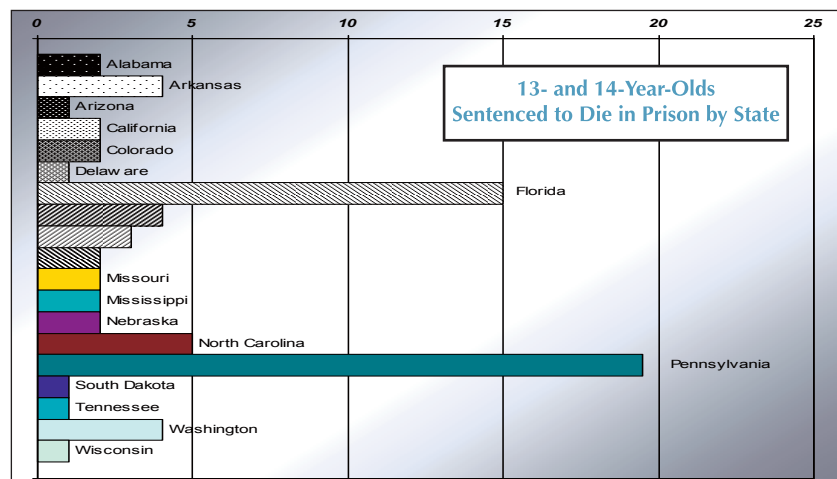 0 5 10 15 20 25
Alabama
13- and 14-Year-Olds
Sentenced to Die in Prison by State
Arkansas
Arizona
California
Colorado
Delaware
Florida
Missouri
Mississippi
Nebraska
North Carolina
Pennsylvania
South Dakota
Tennessee
Washington
Wisconsin